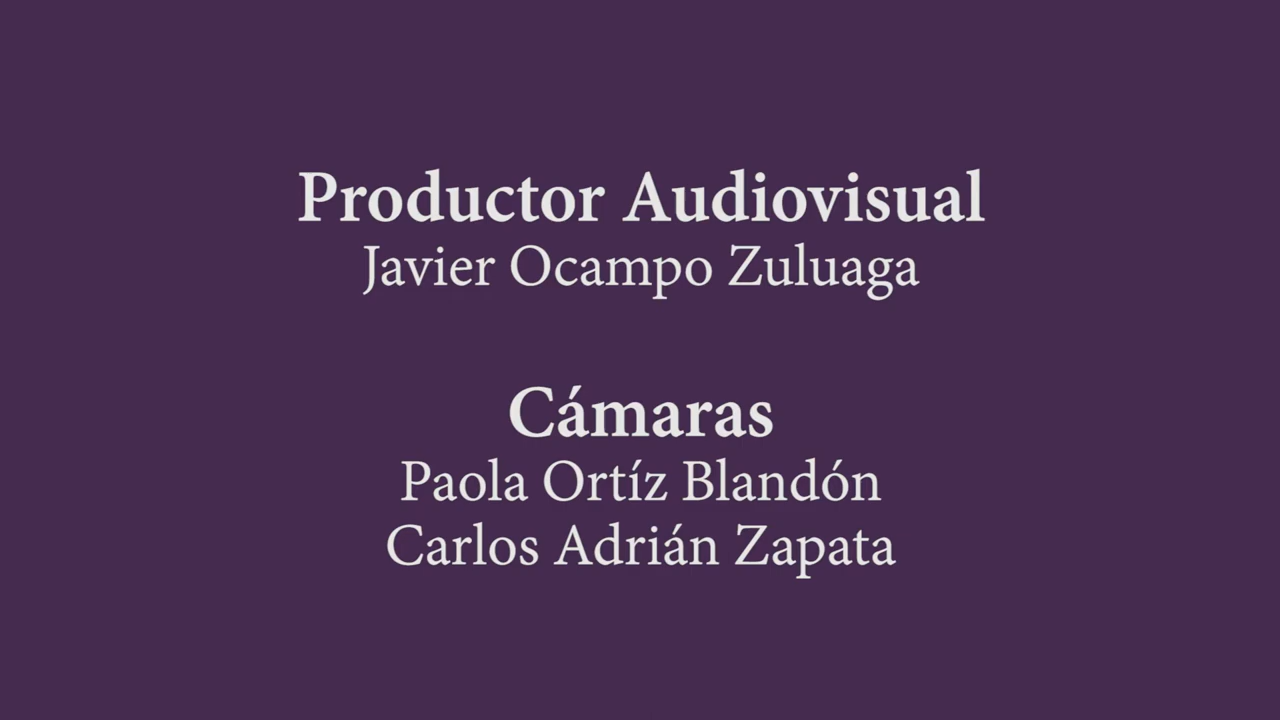 Productor Audiovisual
Javier Ocampo Zuluaga
Cámaras
Paola Ortíz Blandón
Carlos Adrián Zapata